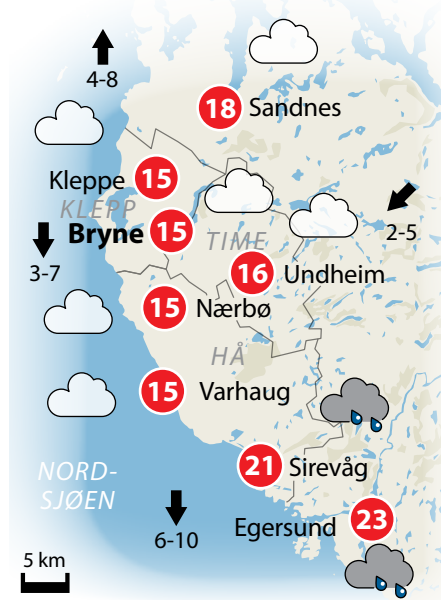 4-8
18 Sandnes
Kleppe 15
KLEPP
Bryne 15
TIME
2-5
3-7
16 Undheim
15 Nærbø
HÅ
15 Varhaug
21 Sirevåg
NORD-
SJØEN
Egersund 23
6-10
5 km